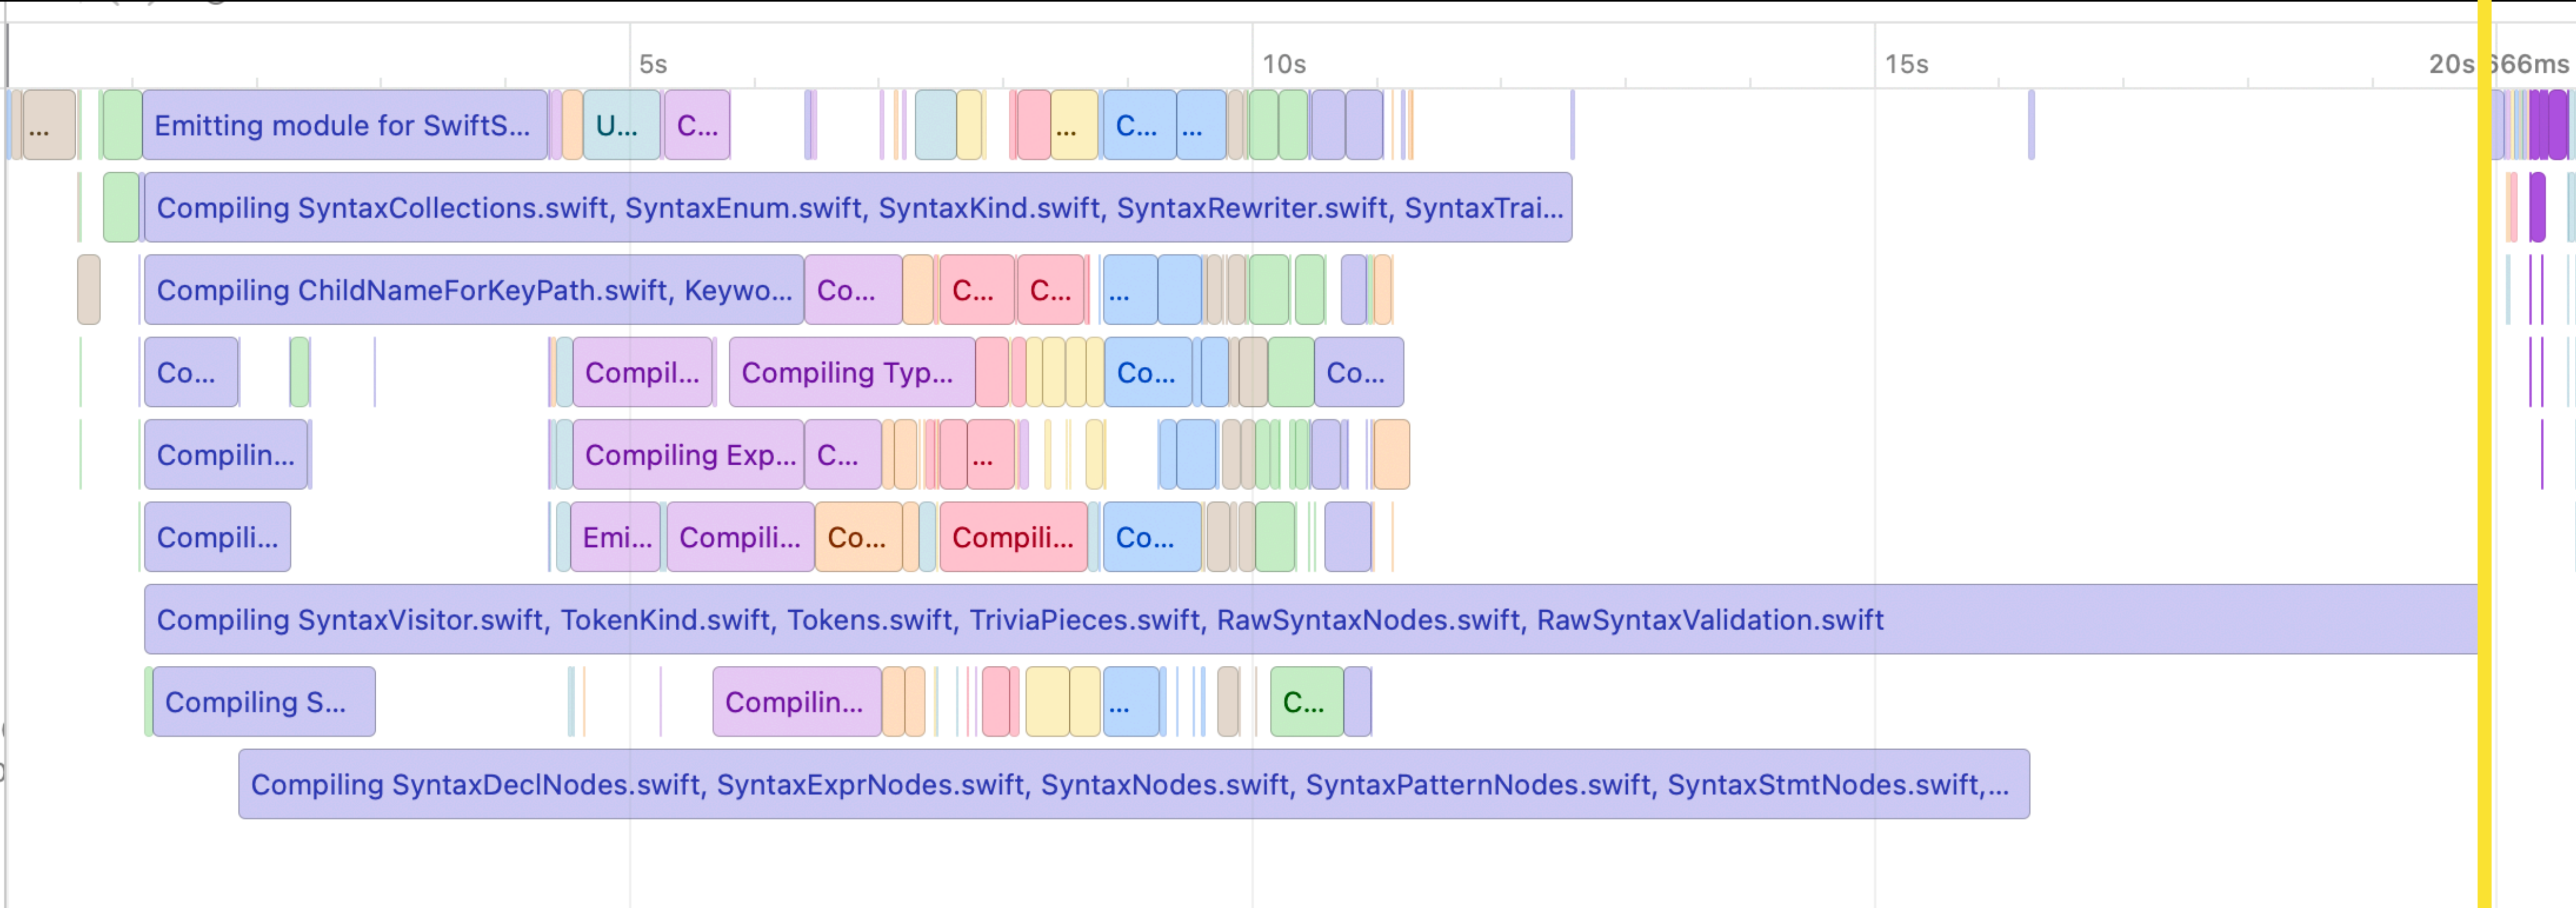 5s 10s 15s 20s 666ms
... Emitting module for SwiftS... U... C... ... C... ...
Compiling SyntaxCollections.swift, SyntaxEnum.swift, SyntaxKind.swift, SyntaxRewriter.swift, SyntaxTrai...
Compiling ChildNameForKeyPath.swift, Keywo... Co... C... C... ...
Co... Compil... Compiling Typ... Co... Co...
Compilin... Compiling Exp... C... ...
Compili... Emi... Compili... Co... Compili... Co...
Compiling SyntaxVisitor.swift, TokenKind.swift, Tokens.swift, TriviaPieces.swift, RawSyntaxNodes.swift, RawSyntaxValidation.swift
Compiling S... Compilin... ... C...
Compiling SyntaxDeclNodes.swift, SyntaxExprNodes.swift, SyntaxNodes.swift, SyntaxPatternNodes.swift, SyntaxStmtNodes.swift,...